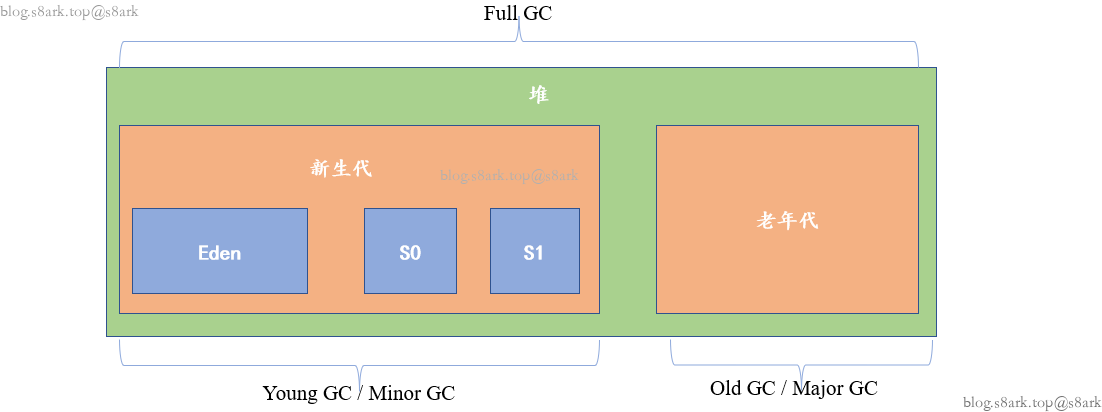 blog.s8ark.top@s8ark
Full GC
堆
新生代
blog.s8ark.top@s8ark
Eden
S0
S1
老年代
Young GC / Minor GC
Old GC / Major GC
blog.s8ark.top@s8ark